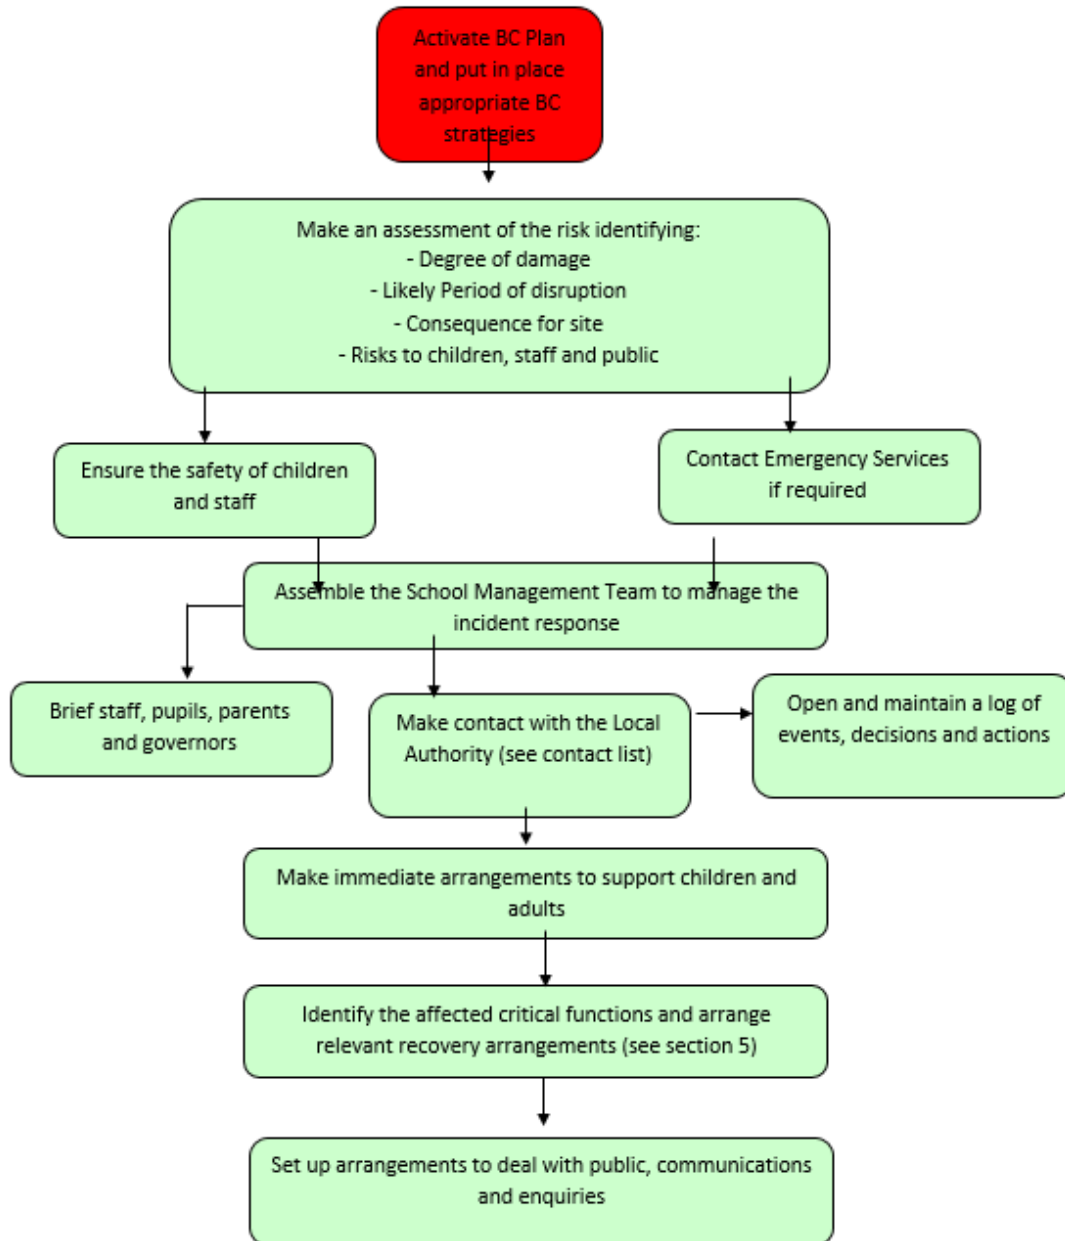 Activate BC Plan
and put in place
appropriate BC
strategies
Make an assessment of the risk identifying:
- Degree of damage
- Likely Period of disruption
- Consequence for site
- Risks to children, staff and public
Ensure the safety of children
and staff
Contact Emergency Services
if required
Assemble the School Management Team to manage the
incident response
Brief staff, pupils, parents
and governors
Make contact with the Local
Authority (see contact list)
Open and maintain a log of
events, decisions and actions
Make immediate arrangements to support children and
adults
Identify the affected critical functions and arrange
relevant recovery arrangements (see section 5)
Set up arrangements to deal with public, communications
and enquiries